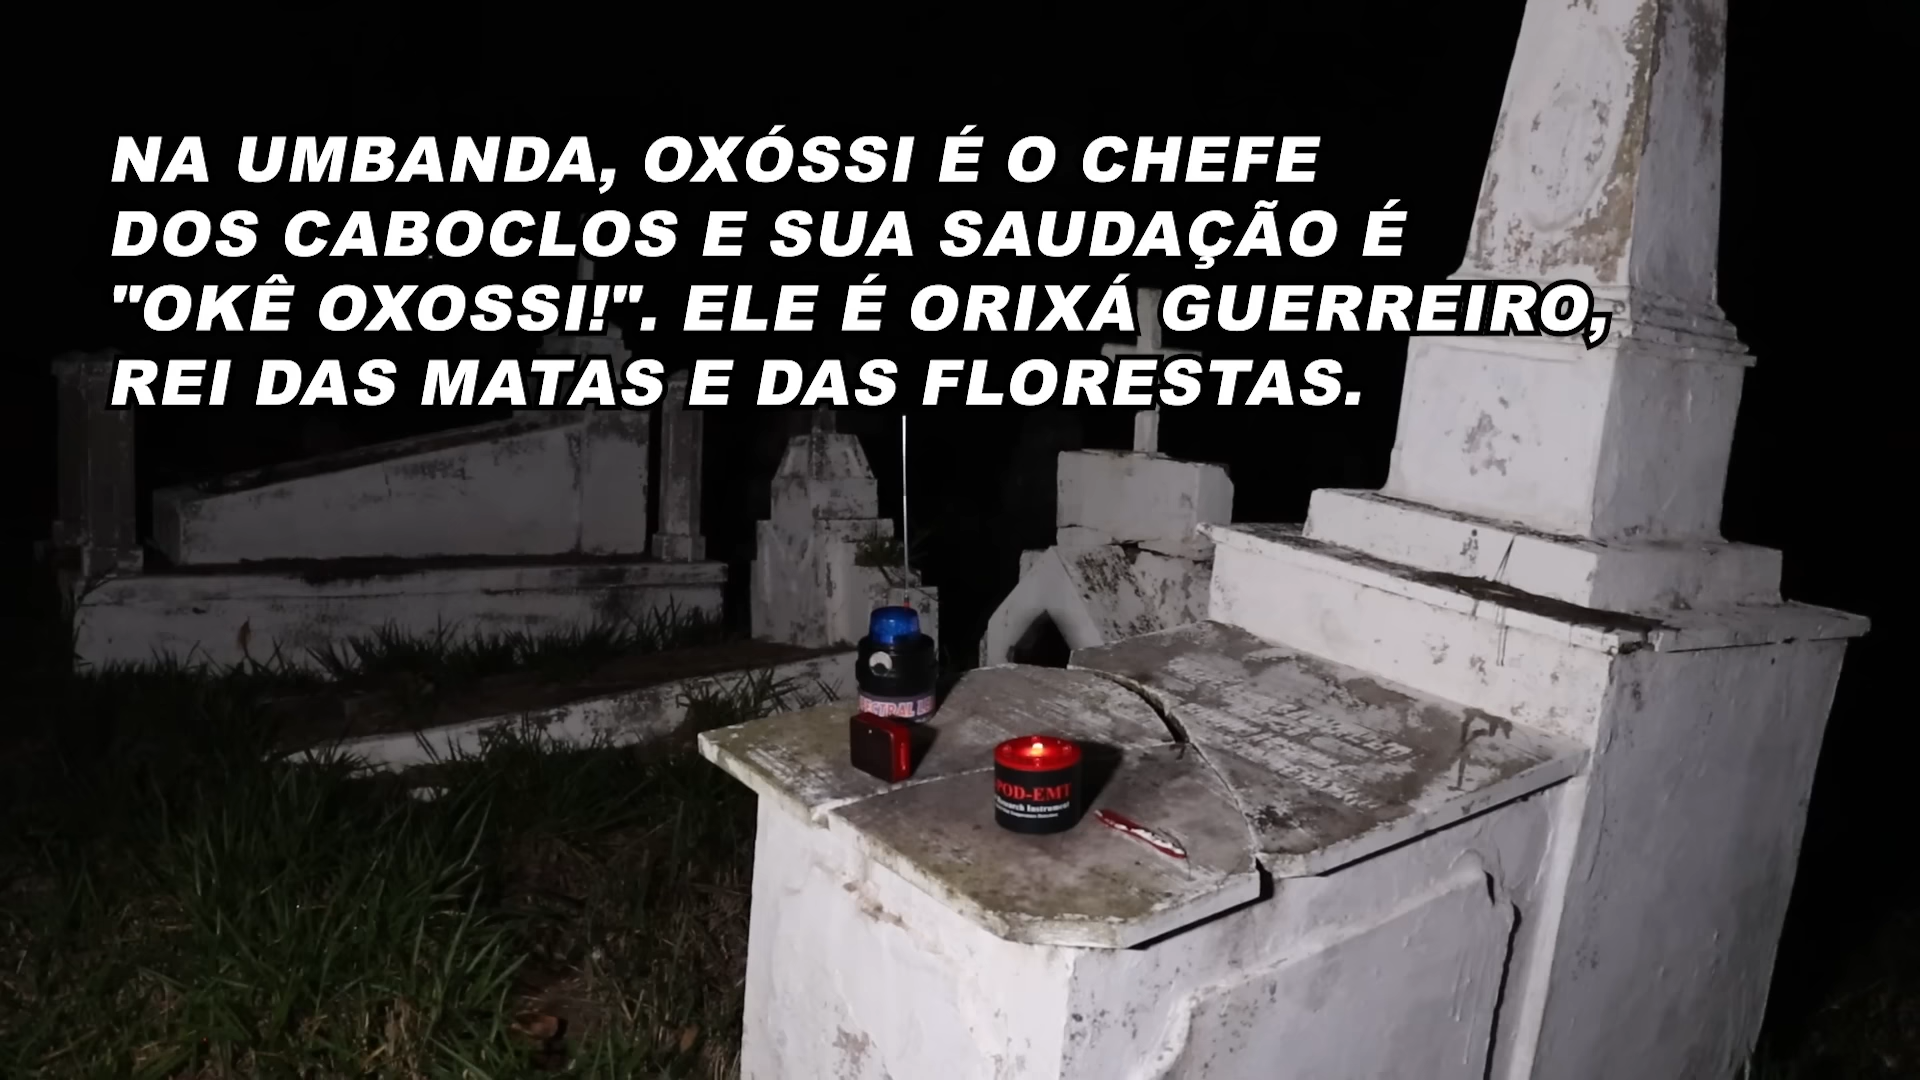 NA UMBANDA, OXÓSSI É O CHEFE
DOS CABOCLOS E SUA SAUDAÇÃO É
"OKÊ OXOSSI!". ELE É ORIXÁ GUERREIRO,
REI DAS MATAS E DAS FLORESTAS.
POD-EMT